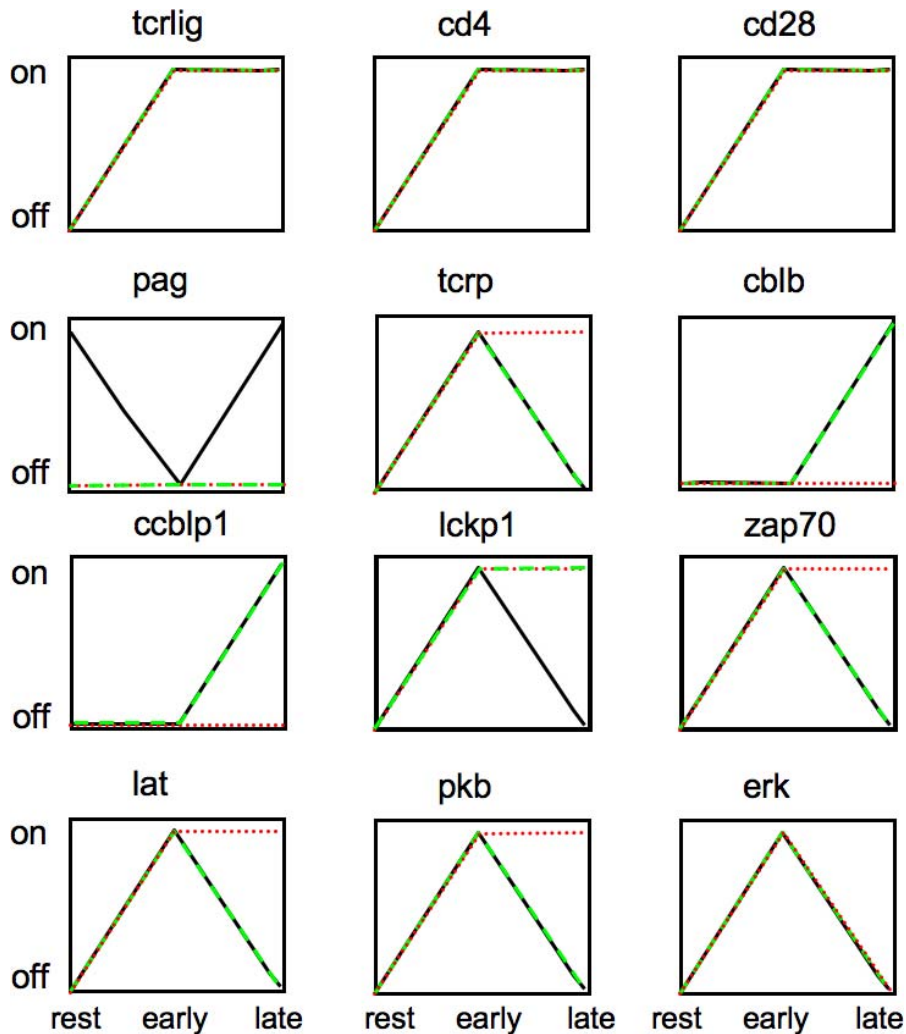 tcrlig cd4 cd28
on
off
pag tcrp cblb
on
off
ccblp1 lckp1 zap70
on
off
lat pkb erk
on
off
rest early late rest early late rest early late